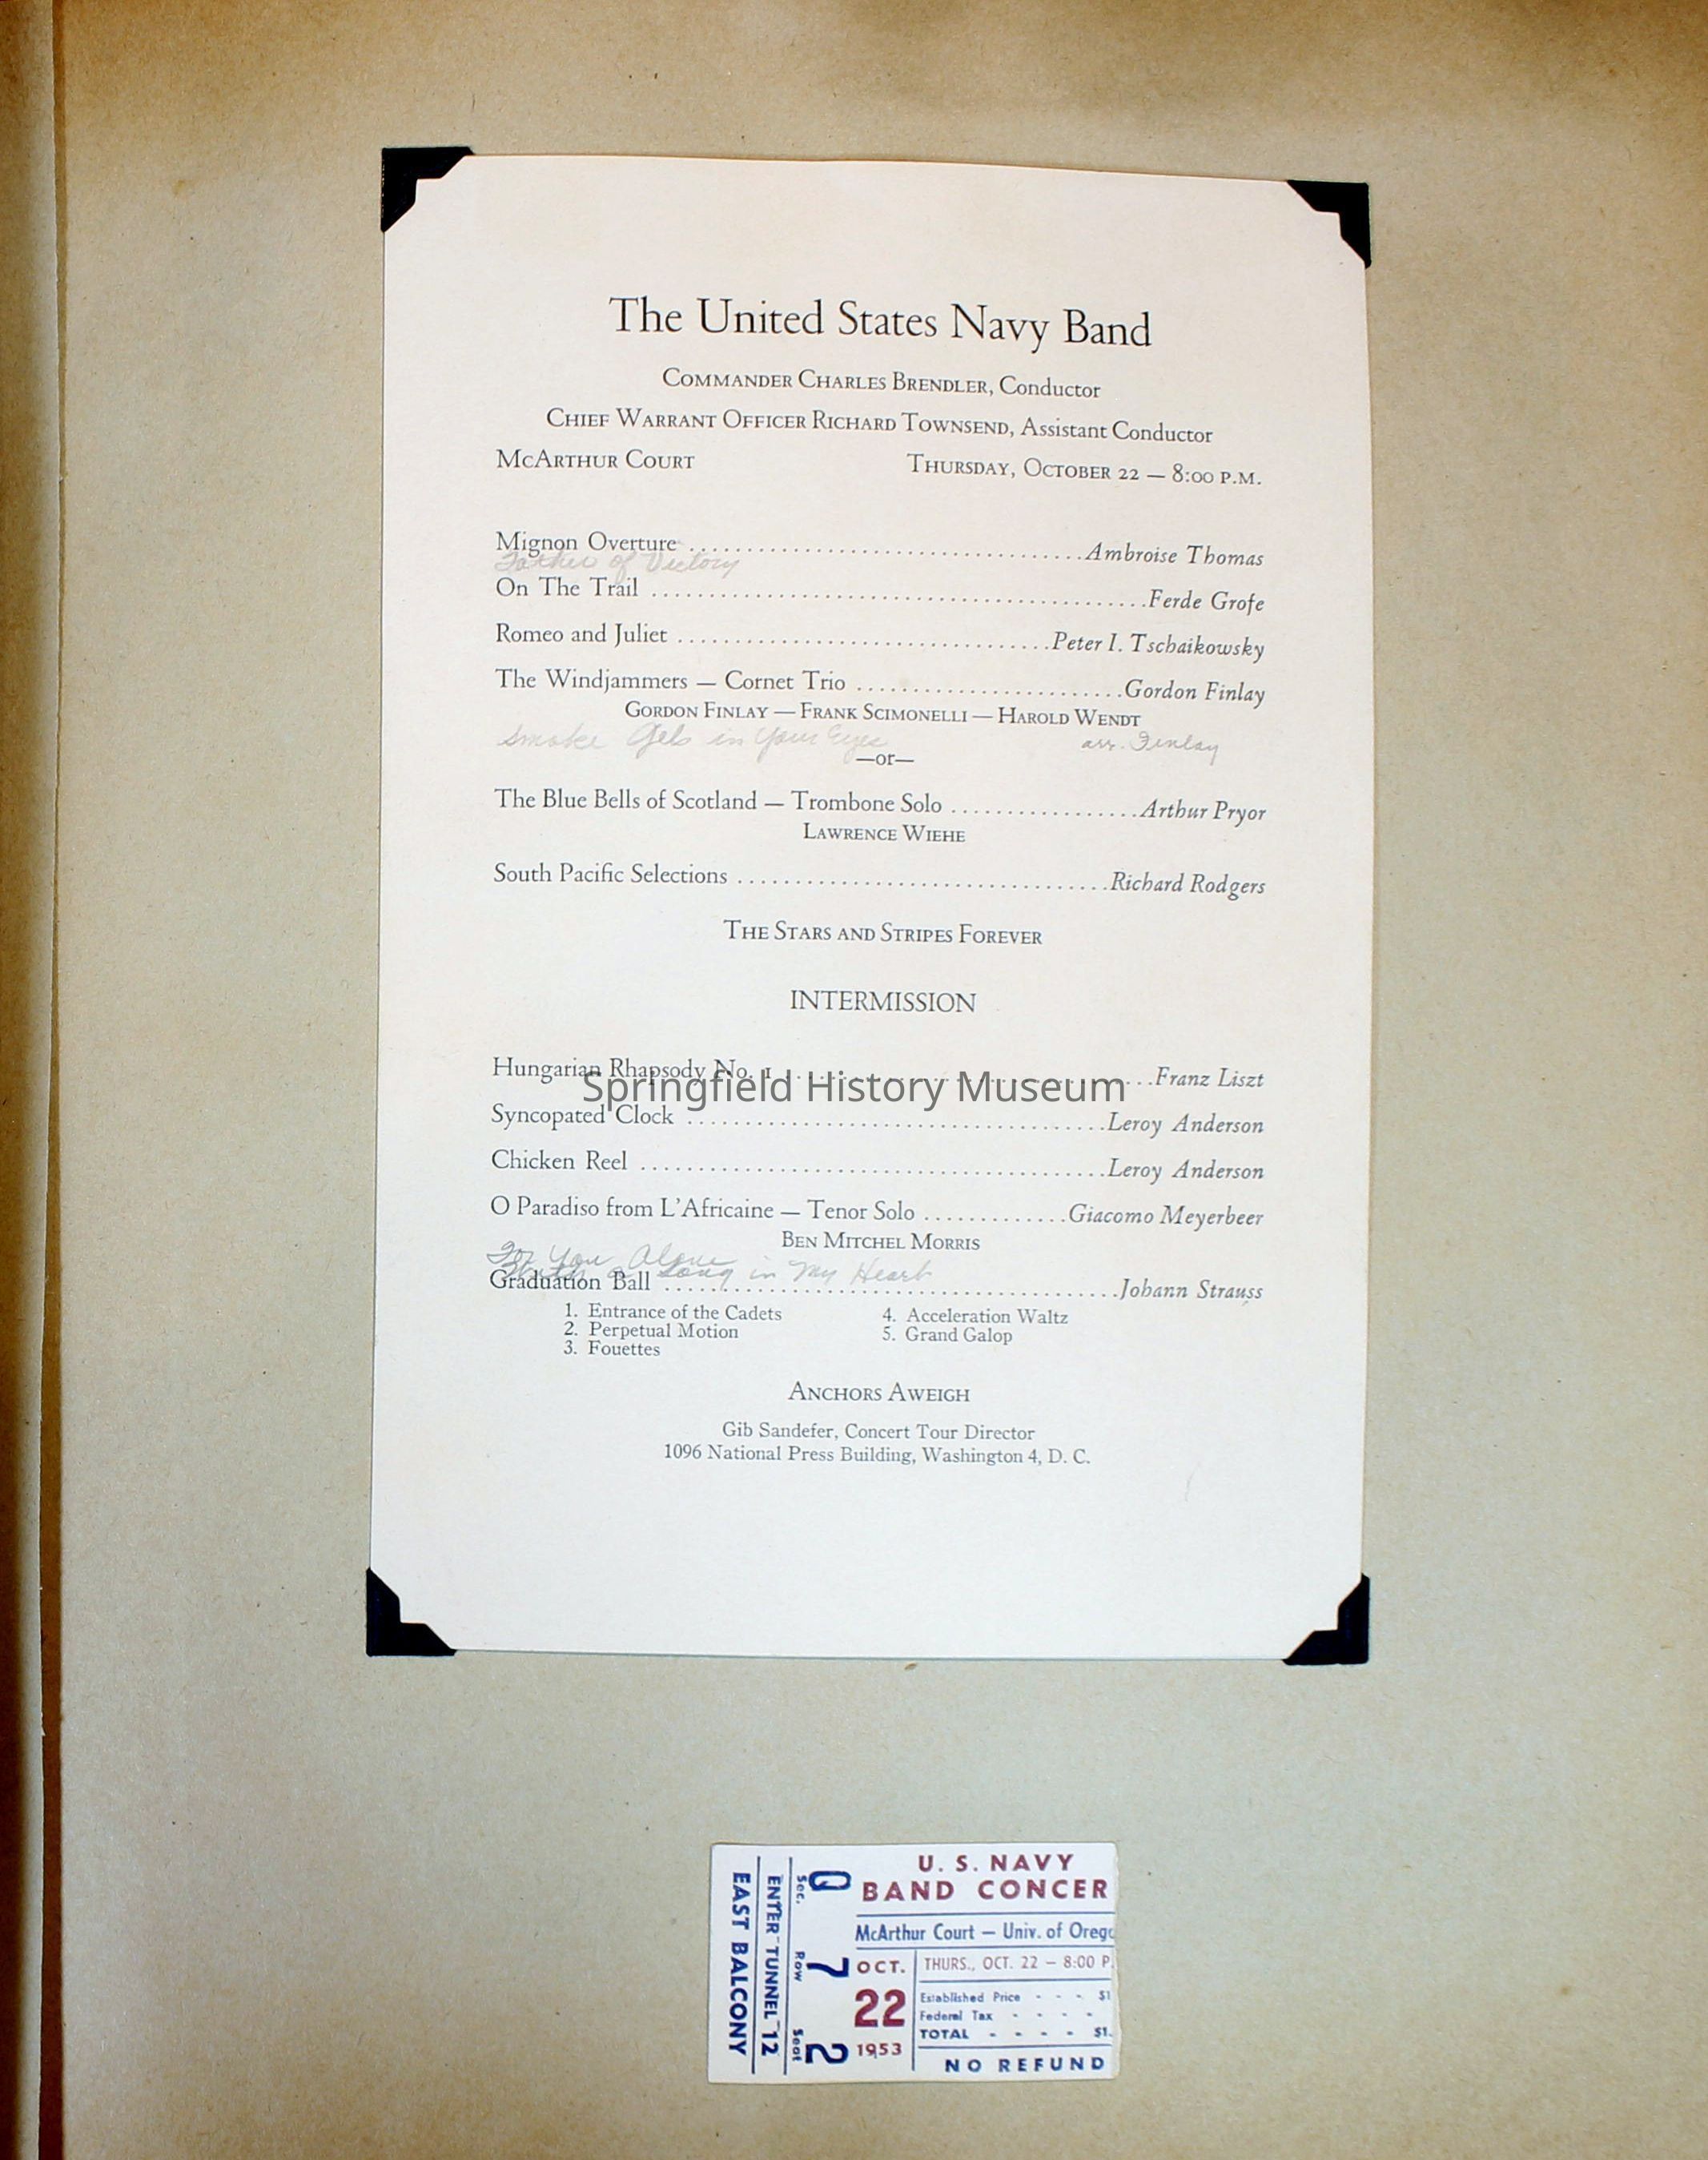 The United States Navy Band
COMMANDER CHARLES BRENDLER, Conductor
CHIEF WARRANT OFFICER RICHARD TOWNSEND, Assistant Conductor
MCARTHUR COURT THURSDAY, OCTOBER 22 — 8:00 P.M.
Mignon Overture ........................................Ambroise Thomas
Father of Victory
On The Trail ..................................................Ferde Grofe
Romeo and Juliet ......................................Peter I. Tschaikowsky
The Windjammers — Cornet Trio ...........................Gordon Finlay
GORDON FINLAY — FRANK SCIMONELLI — HAROLD WENDT
Smoke Gets in Your Eyes arr. Finlay
—or—
The Blue Bells of Scotland — Trombone Solo ...................Arthur Pryor
LAWRENCE WIEHE
South Pacific Selections ......................................Richard Rodgers
THE STARS AND STRIPES FOREVER
INTERMISSION
Hungarian Rhapsody No. 1 ......................................Franz Liszt
Springfield History Museum
Syncopated Clock ..........................................Leroy Anderson
Chicken Reel ...............................................Leroy Anderson
O Paradiso from L'Africaine — Tenor Solo .............Giacomo Meyerbeer
BEN MITCHEL MORRIS
For You Alone
With a Song in My Heart
Graduation Ball ..............................................Johann Strauss
1. Entrance of the Cadets 4. Acceleration Waltz
2. Perpetual Motion 5. Grand Galop
3. Fouettes
ANCHORS AWEIGH
Gib Sandefer, Concert Tour Director
1096 National Press Building, Washington 4, D. C.
U. S. NAVY
BAND CONCER
McArthur Court — Univ. of Orego
OCT. THURS., OCT. 22 — 8:00 P.
22 Established Price - - - $1
Federal Tax - - - -
TOTAL - - - - $1.
1953
NO REFUND
Sec. Q Row 7 Seat 2
ENTER TUNNEL 12
EAST BALCONY